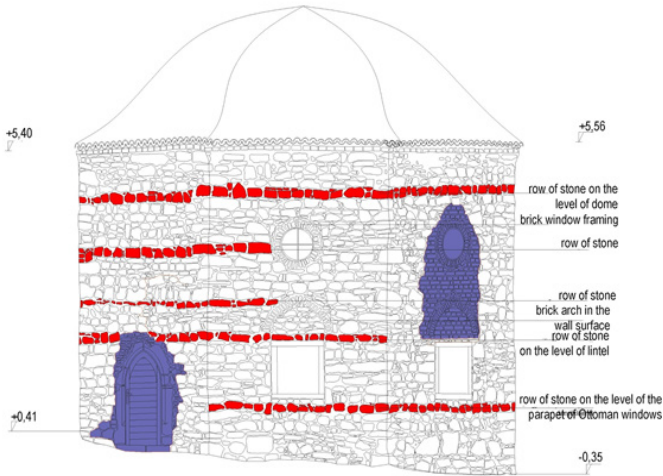 +5,40
+5,56
row of stone on the
level of dome
brick window framing
row of stone
row of stone
brick arch in the
wall surface
row of stone
on the level of lintel
row of stone on the level of the
parapet of Ottoman windows
+0,41
-0,35